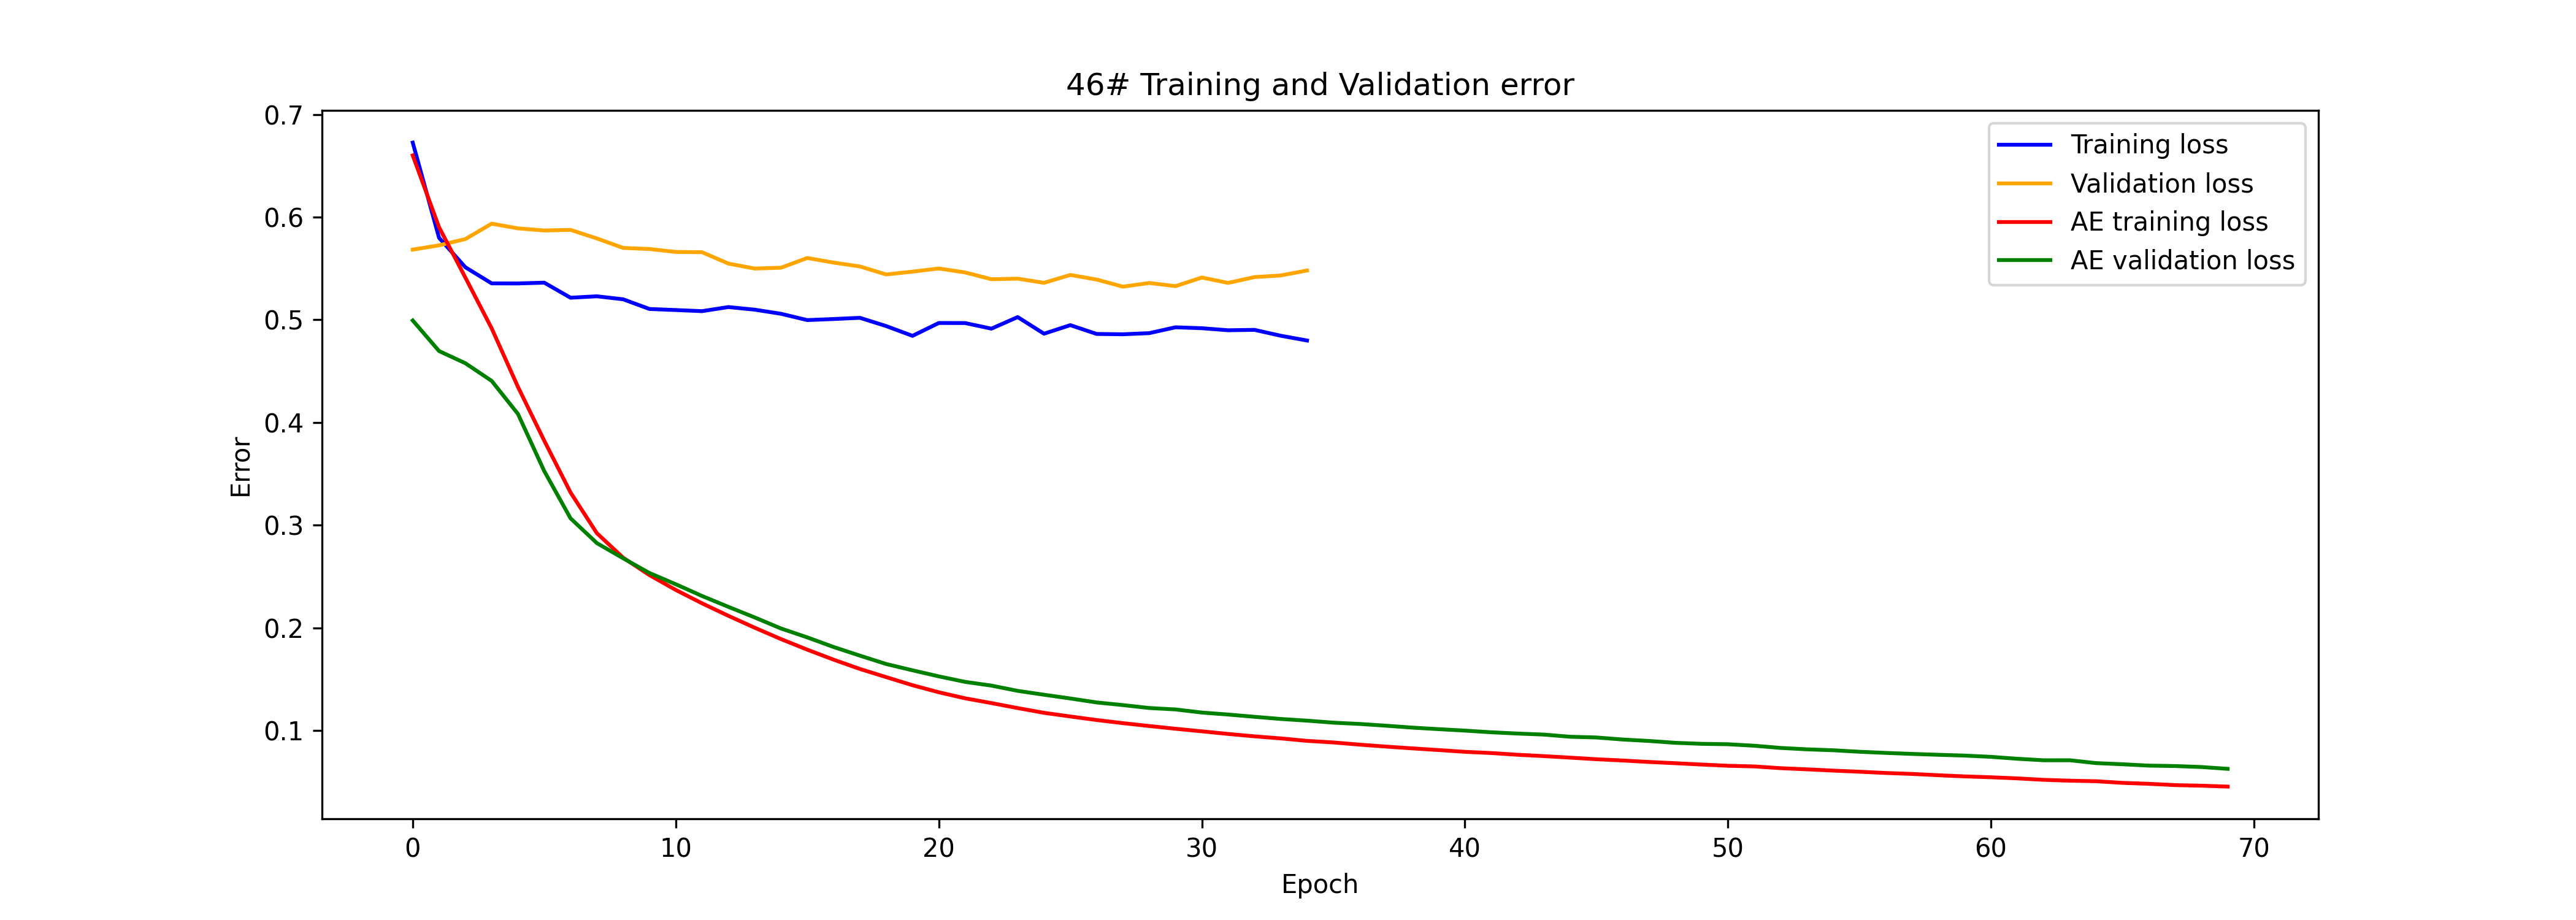 46# Training and Validation error
0.7
0.6
0.5
0.4
0.3
0.2
0.1
Error
Training loss
Validation loss
AE training loss
AE validation loss
0 10 20 30 40 50 60 70
Epoch